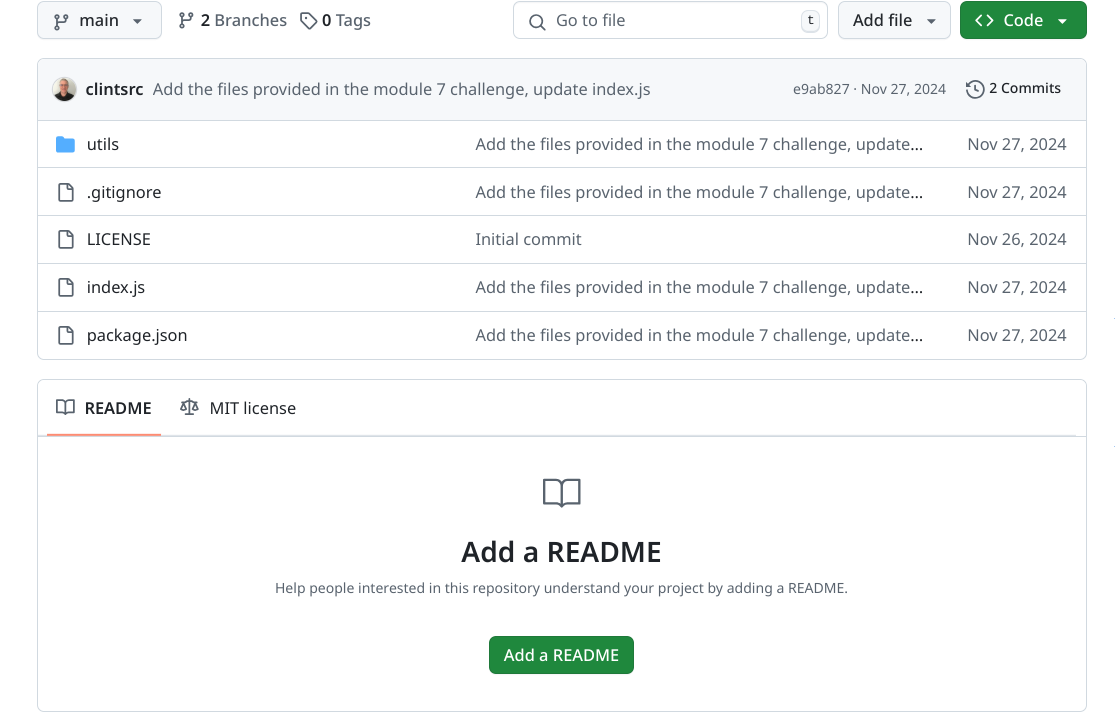 main 2 Branches 0 Tags Go to file t Add file Code
clintsrc Add the files provided in the module 7 challenge, update index.js e9ab827 · Nov 27, 2024 2 Commits
utils Add the files provided in the module 7 challenge, update... Nov 27, 2024
.gitignore Add the files provided in the module 7 challenge, update... Nov 27, 2024
LICENSE Initial commit Nov 26, 2024
index.js Add the files provided in the module 7 challenge, update... Nov 27, 2024
package.json Add the files provided in the module 7 challenge, update... Nov 27, 2024
README MIT license
Add a README
Help people interested in this repository understand your project by adding a README.
Add a README